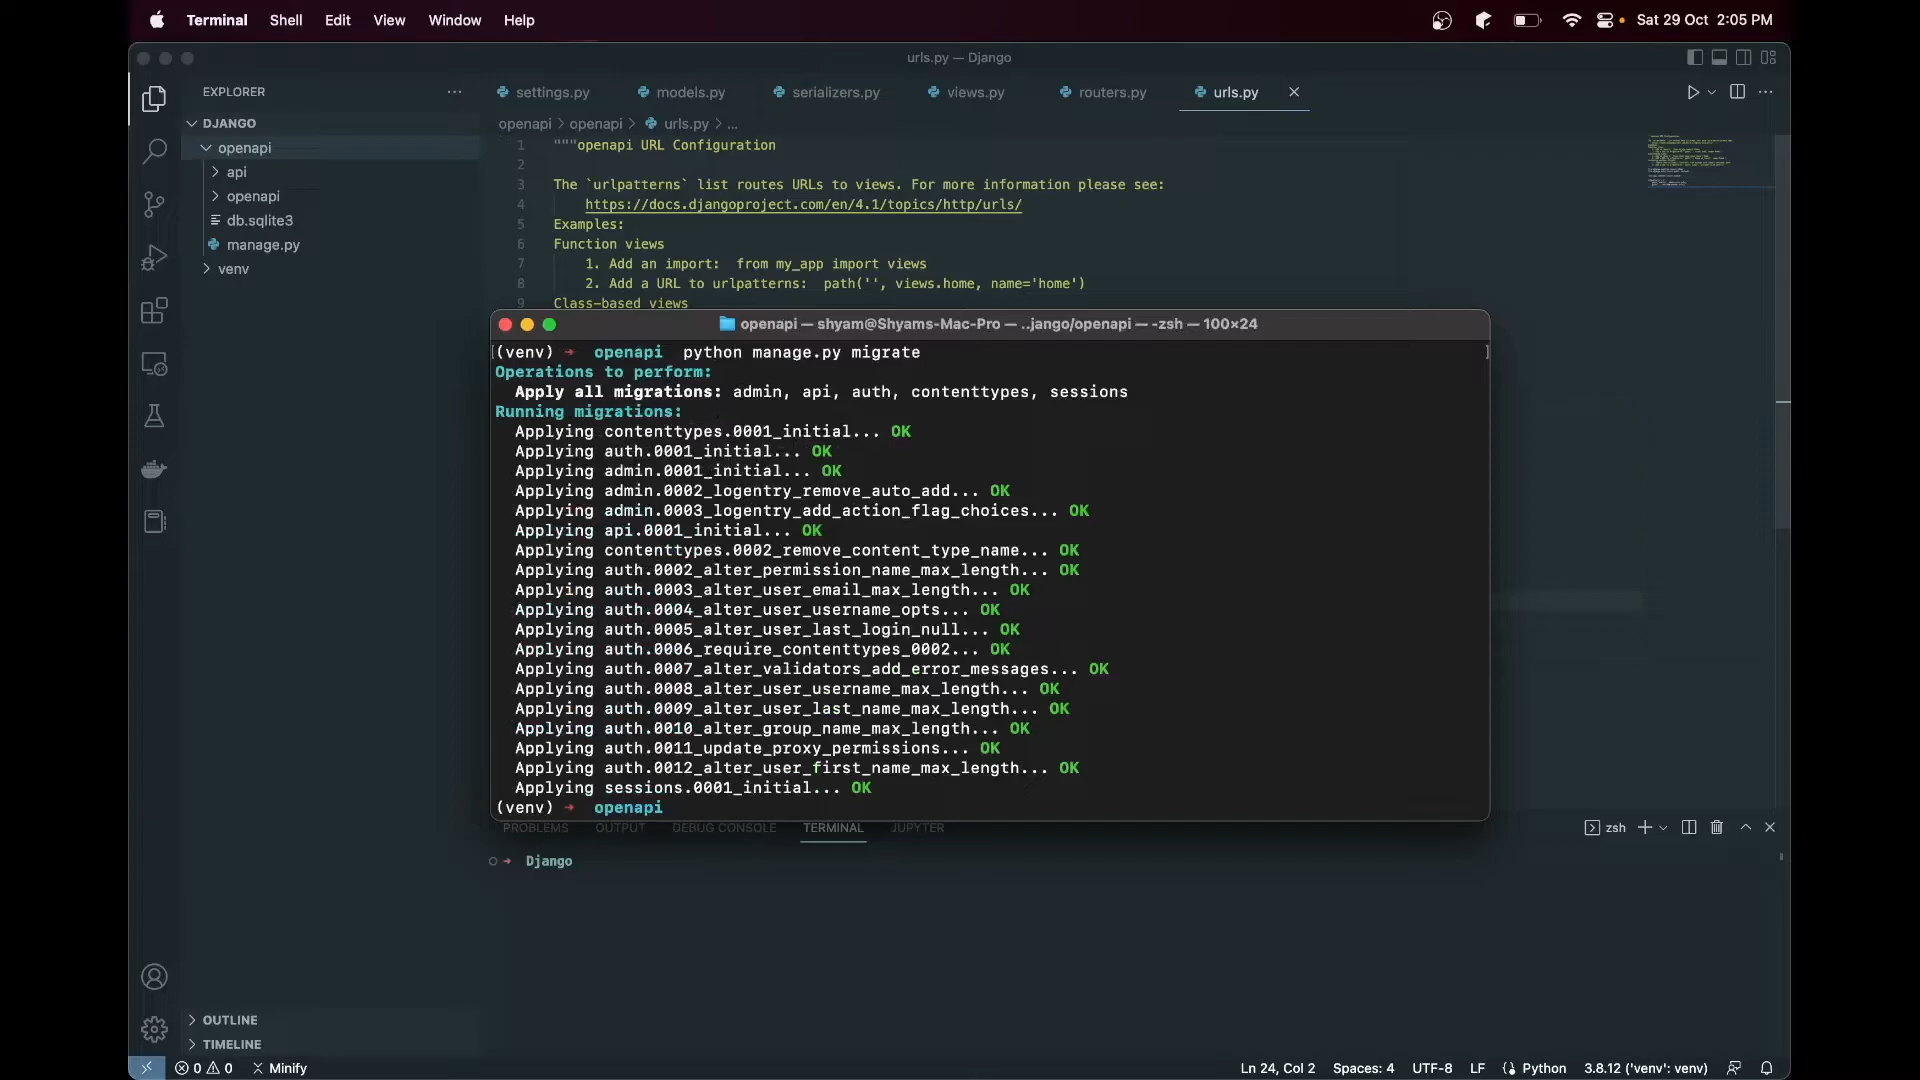 Terminal Shell Edit View Window Help Sat 29 Oct 2:05 PM
urls.py — Django
EXPLORER
settings.py models.py serializers.py views.py routers.py urls.py
DJANGO
openapi
api
openapi
db.sqlite3
manage.py
venv
openapi > openapi > urls.py > ...
1 """openapi URL Configuration
2
3 The `urlpatterns` list routes URLs to views. For more information please see:
4 https://docs.djangoproject.com/en/4.1/topics/http/urls/
5 Examples:
6 Function views
7 1. Add an import:  from my_app import views
8 2. Add a URL to urlpatterns:  path('', views.home, name='home')
9 Class-based views
openapi — shyam@Shyams-Mac-Pro — ..jango/openapi — -zsh — 100×24
(venv) ➜ openapi python manage.py migrate
Operations to perform:
Apply all migrations: admin, api, auth, contenttypes, sessions
Running migrations:
Applying contenttypes.0001_initial... OK
Applying auth.0001_initial... OK
Applying admin.0001_initial... OK
Applying admin.0002_logentry_remove_auto_add... OK
Applying admin.0003_logentry_add_action_flag_choices... OK
Applying api.0001_initial... OK
Applying contenttypes.0002_remove_content_type_name... OK
Applying auth.0002_alter_permission_name_max_length... OK
Applying auth.0003_alter_user_email_max_length... OK
Applying auth.0004_alter_user_username_opts... OK
Applying auth.0005_alter_user_last_login_null... OK
Applying auth.0006_require_contenttypes_0002... OK
Applying auth.0007_alter_validators_add_error_messages... OK
Applying auth.0008_alter_user_username_max_length... OK
Applying auth.0009_alter_user_last_name_max_length... OK
Applying auth.0010_alter_group_name_max_length... OK
Applying auth.0011_update_proxy_permissions... OK
Applying auth.0012_alter_user_first_name_max_length... OK
Applying sessions.0001_initial... OK
(venv) ➜ openapi
PROBLEMS OUTPUT DEBUG CONSOLE TERMINAL JUPYTER zsh
➜ Django
OUTLINE
TIMELINE
0 0 Minify Ln 24, Col 2 Spaces: 4 UTF-8 LF Python 3.8.12 ('venv': venv)